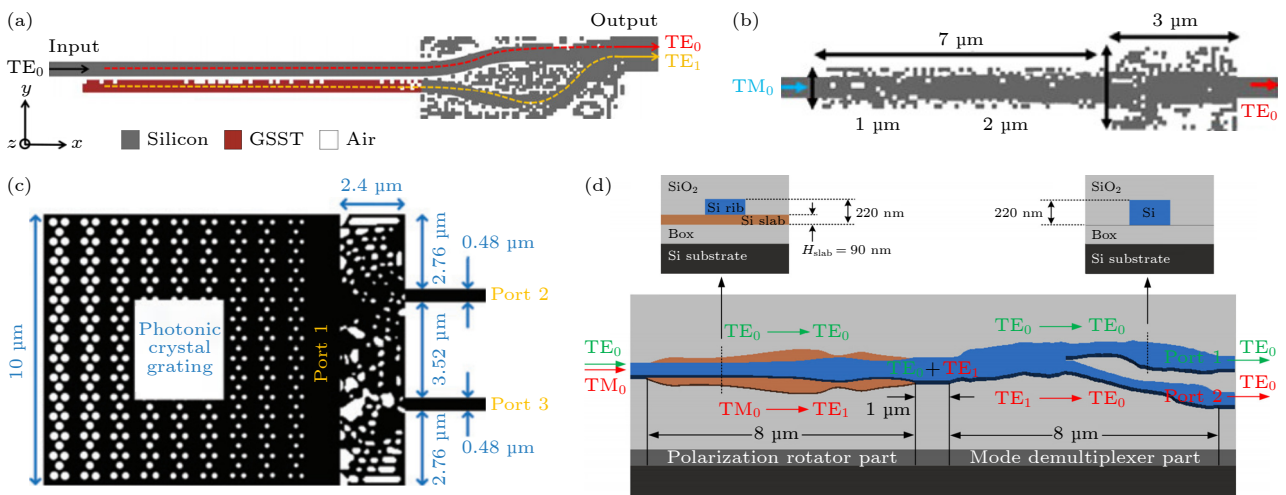 (a)
Input
Output
TE₀
TE₀
TE₁
y
z
x
Silicon
GSST
Air
(b)
7 µm
3 µm
TM₀
1 µm
2 µm
TE₀
(c)
2.4 µm
10 µm
Photonic
crystal
grating
Port 1
2.76 µm
0.48 µm
Port 2
3.52 µm
Port 3
2.76 µm
0.48 µm
(d)
SiO₂
Si rib
Si slab
220 nm
Box
Hslab = 90 nm
Si substrate
SiO₂
220 nm
Si
Box
Si substrate
TE₀ TE₀
TE₀ TE₀
TE₀
TM₀
TE₀ + TE₁
Port 1
TE₀
TM₀ TE₁
1 µm
TE₁ TE₀
Port 2
TE₀
8 µm
8 µm
Polarization rotator part
Mode demultiplexer part